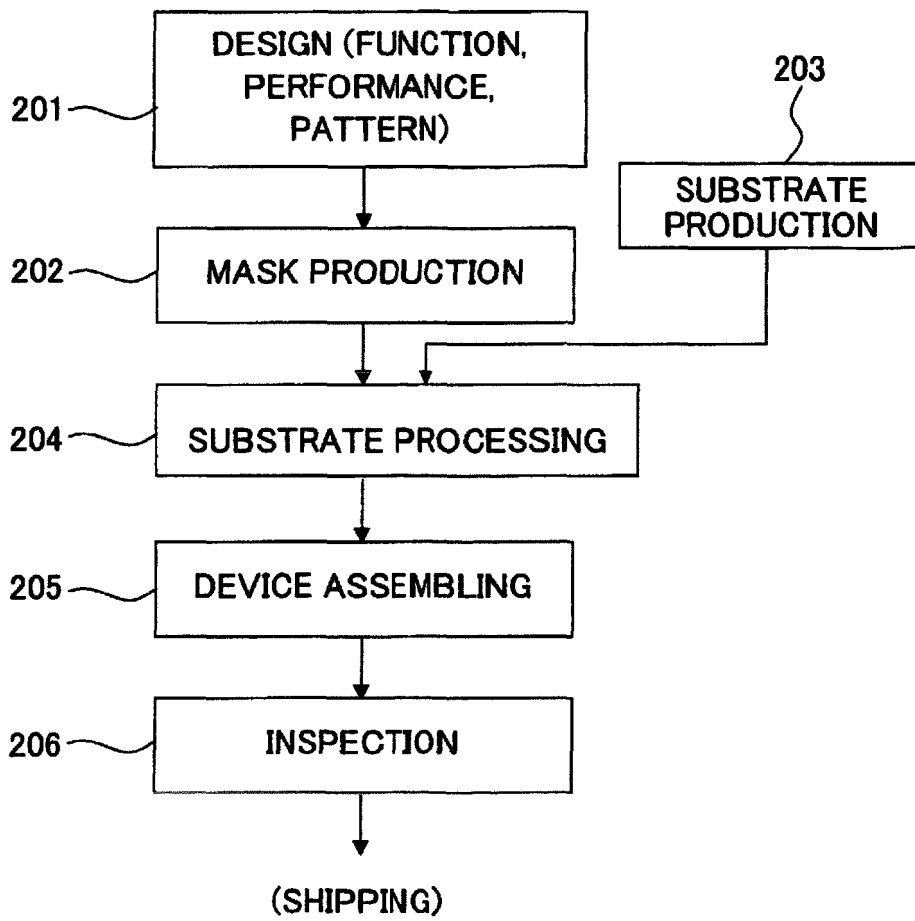 DESIGN (FUNCTION,
PERFORMANCE,
PATTERN)
201
203
SUBSTRATE
PRODUCTION
202
MASK PRODUCTION
204
SUBSTRATE PROCESSING
205
DEVICE ASSEMBLING
206
INSPECTION
(SHIPPING)